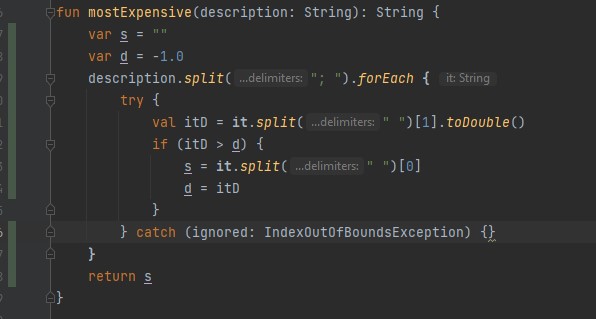 fun mostExpensive(description: String): String {
var s = ""
var d = -1.0
description.split( ...delimiters: "; ").forEach { it: String
try {
val itD = it.split( ...delimiters: " ")[1].toDouble()
if (itD > d) {
s = it.split( ...delimiters: " ")[0]
d = itD
}
} catch (ignored: IndexOutOfBoundsException) {}
}
return s
}